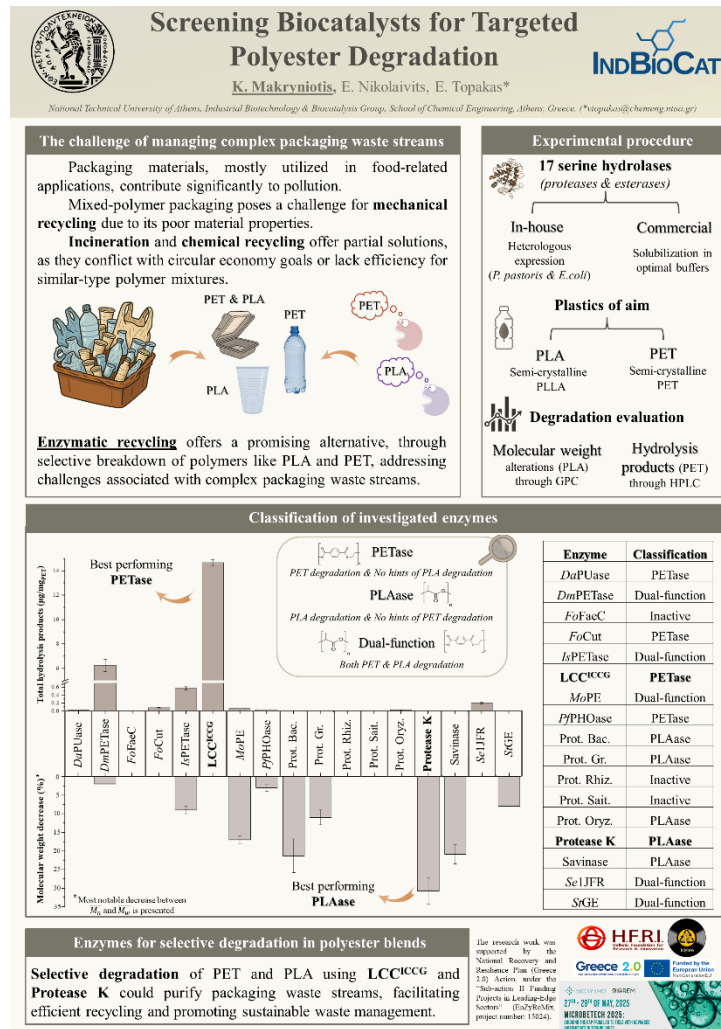 Screening Biocatalysts for Targeted
Polyester Degradation
K. Makryniotis, E. Nikolaivits, E. Topakas*
INDBIOCAT
National Technical University of Athens, Industrial Biotechnology & Biocatalysis Group, School of Chemical Engineering, Athens, Greece. (*vtopakas@chemeng.ntua.gr)
The challenge of managing complex packaging waste streams
Packaging materials, mostly utilized in food-related
applications, contribute significantly to pollution.
Mixed-polymer packaging poses a challenge for mechanical
recycling due to its poor material properties.
Incineration and chemical recycling offer partial solutions,
as they conflict with circular economy goals or lack efficiency for
similar-type polymer mixtures.
PET & PLA
PET
PLA
PET
PLA
Enzymatic recycling offers a promising alternative, through
selective breakdown of polymers like PLA and PET, addressing
challenges associated with complex packaging waste streams.
Experimental procedure
17 serine hydrolases
(proteases & esterases)
In-house
Heterologous
expression
(P. pastoris & E.coli)
Commercial
Solubilization in
optimal buffers
Plastics of aim
PLA
Semi-crystalline
PLLA
PET
Semi-crystalline
PET
Degradation evaluation
Molecular weight
alterations (PLA)
through GPC
Hydrolysis
products (PET)
through HPLC
Classification of investigated enzymes
Total hydrolysis products (μg/mgPET)
14
12
10
8
6
0.6
0.4
0.2
0.0
Best performing
PETase
PETase
PET degradation & No hints of PLA degradation
PLAase
PLA degradation & No hints of PET degradation
Dual-function
Both PET & PLA degradation
DaPUase
DmPETase
FoFaeC
FoCut
IsPETase
LCCICCG
MoPE
PfPHOase
Prot. Bac.
Prot. Gr.
Prot. Rhiz.
Prot. Sait.
Prot. Oryz.
Protease K
Savinase
Se1JFR
StGE
Molecular weight decrease (%)*
0
5
10
15
20
25
30
35
*Most notable decrease between
Mn and Mw is presented
Best performing
PLAase
Enzyme Classification
DaPUase PETase
DmPETase Dual-function
FoFaeC Inactive
FoCut PETase
IsPETase Dual-function
LCCICCG PETase
MoPE Dual-function
PfPHOase PETase
Prot. Bac. PLAase
Prot. Gr. PLAase
Prot. Rhiz. Inactive
Prot. Sait. Inactive
Prot. Oryz. PLAase
Protease K PLAase
Savinase PLAase
Se1JFR Dual-function
StGE Dual-function
Enzymes for selective degradation in polyester blends
Selective degradation of PET and PLA using LCCICCG and
Protease K could purify packaging waste streams, facilitating
efficient recycling and promoting sustainable waste management.
The research work was
supported by the
National Recovery and
Resilience Plan (Greece
2.0) Action, under the
"Sub-action II Funding
Projects in Leading-Edge
Sectors" (EnZyReMix,
project number: 15024).
H.F.R.I.
Hellenic Foundation for
Research & Innovation
Greece 2.0
Funded by the
European Union
NextGenerationEU
27TH - 29TH OF MAY, 2025
MICROBETECH 2025: